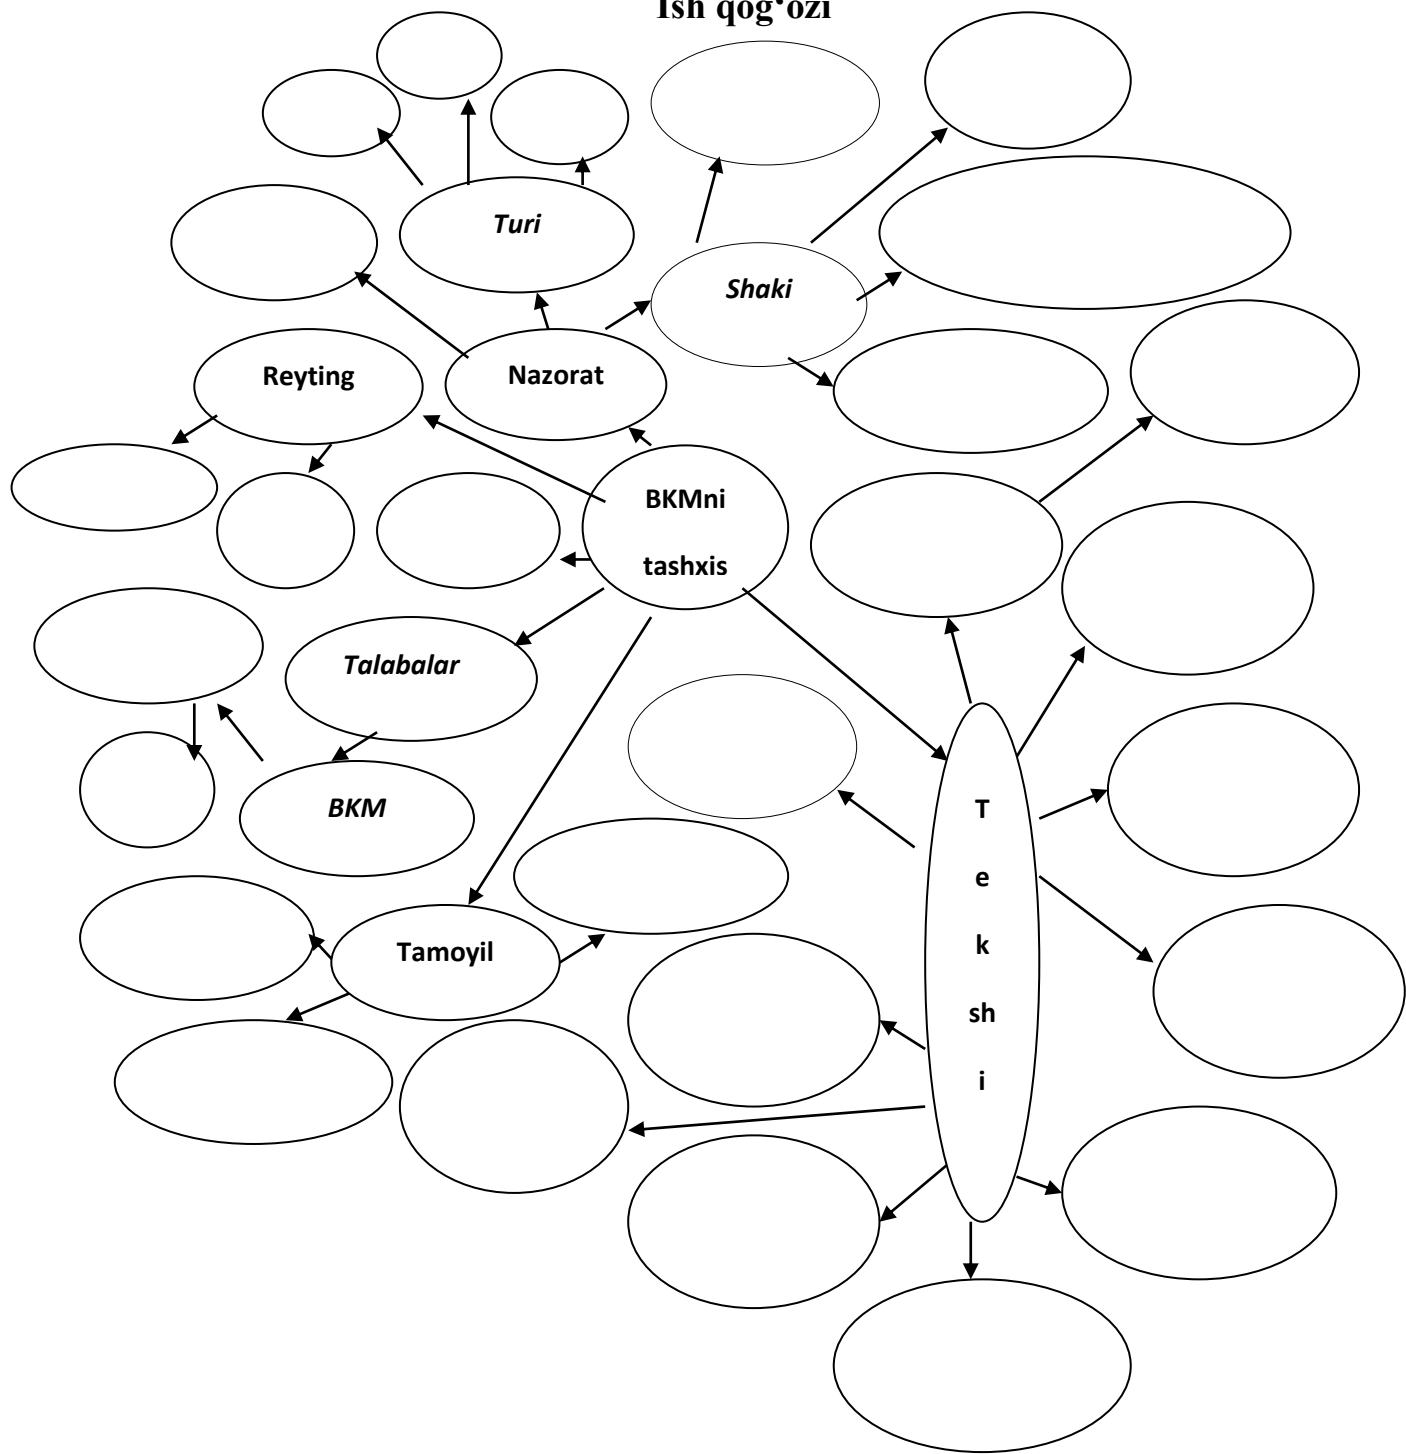 Ish qog‘ozi
Turi
Shaki
Reyting
Nazorat
BKMni
tashxis
Talabalar
BKM
Tamoyil
T
e
k
sh
i